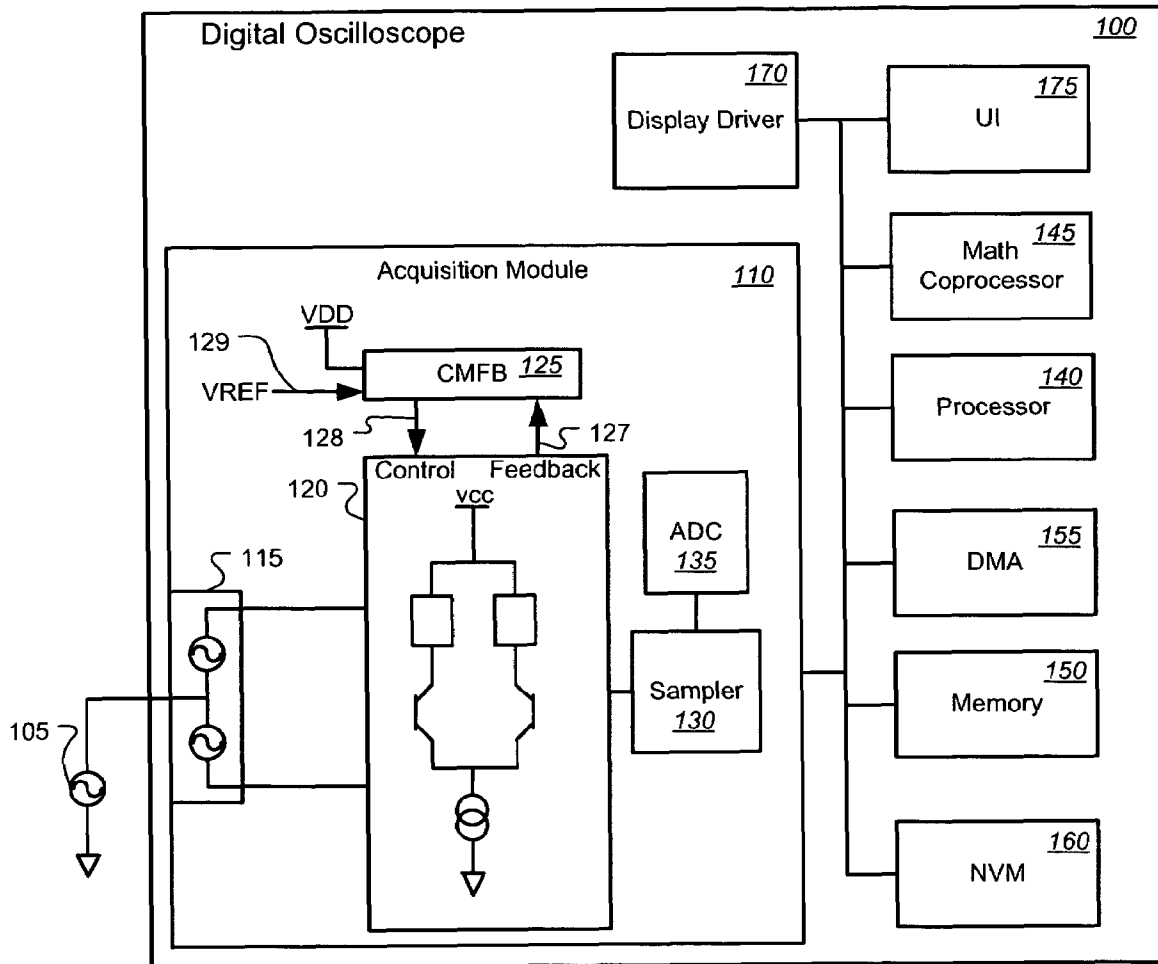 Digital Oscilloscope
100
170
Display Driver
175
UI
145
Math
Coprocessor
140
Processor
155
DMA
150
Memory
160
NVM
Acquisition Module
110
VDD
129
VREF
CMFB 125
128
127
Control Feedback
120
vcc
115
105
ADC
135
Sampler
130